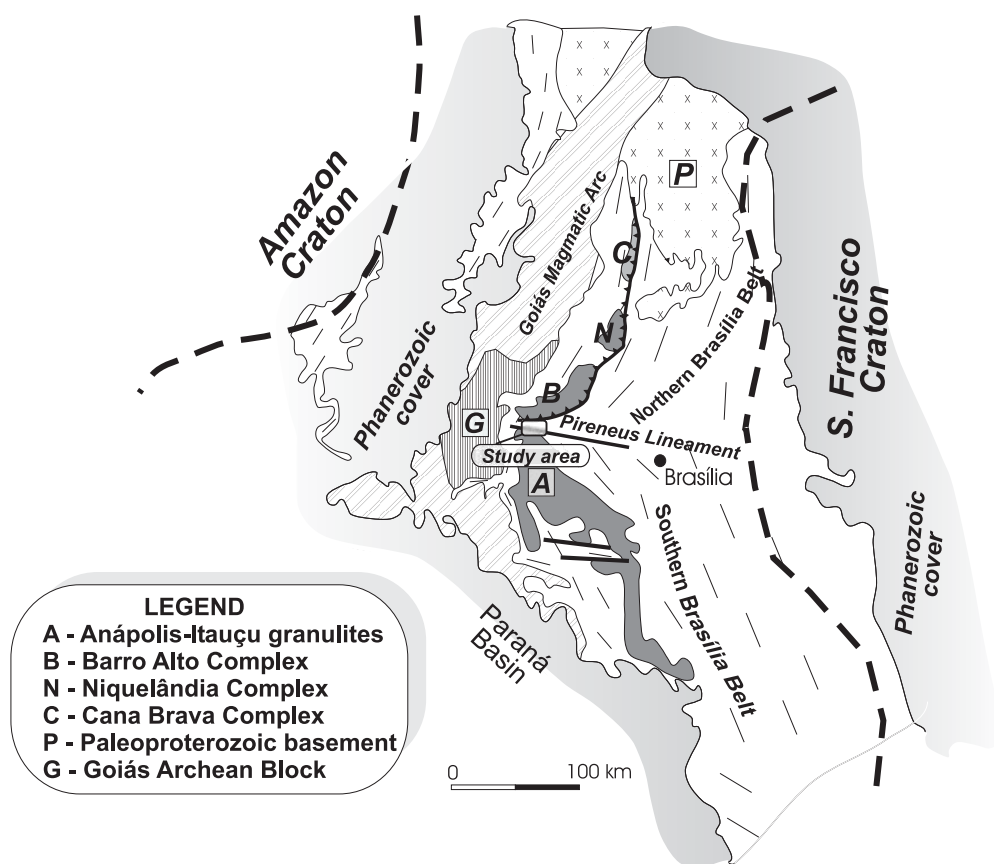 Amazon
Craton
Phanerozoic
cover
Goiás Magmatic Arc
P
C
N
B
G
A
Northern Brasília Belt
Pireneus Lineament
Study area
Brasília
S. Francisco
Craton
Phanerozoic
cover
Southern Brasília Belt
Paraná
Basin
LEGEND
A - Anápolis-Itauçu granulites
B - Barro Alto Complex
N - Niquelândia Complex
C - Cana Brava Complex
P - Paleoproterozoic basement
G - Goiás Archean Block
0 100 km